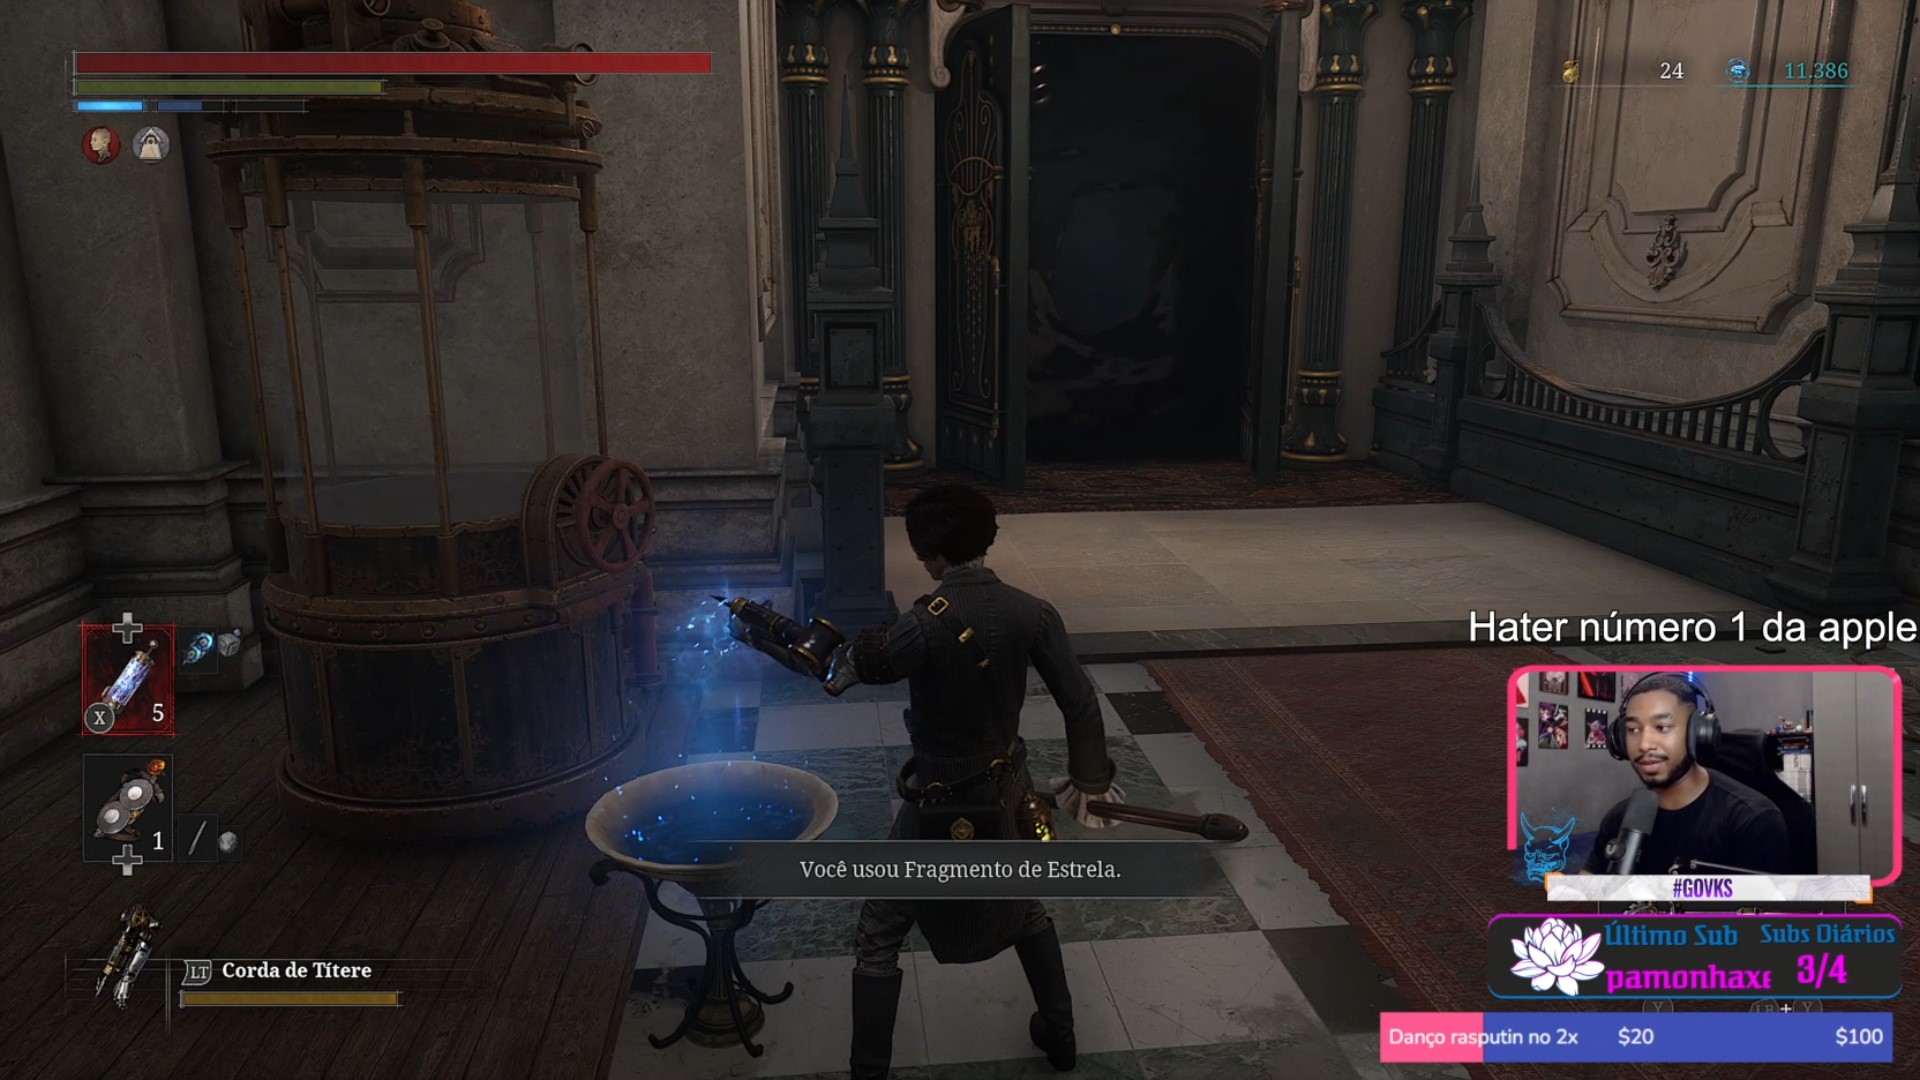 24
11.386
X
5
1
LT Corda de Títere
Você usou Fragmento de Estrela.
Hater número 1 da apple
#GOVKS
Último Sub
Subs Diários
pamonhaxe
3/4
Y
LB + Y
Danço rasputin no 2x
$20
$100